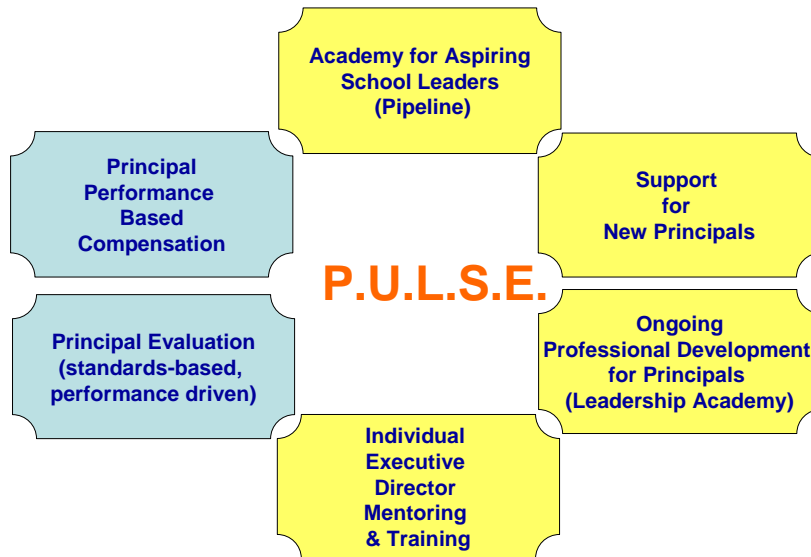 Academy for Aspiring
School Leaders
(Pipeline)
Principal
Performance
Based
Compensation
Support
for
New Principals
P.U.L.S.E.
Principal Evaluation
(standards-based,
performance driven)
Ongoing
Professional Development
for Principals
(Leadership Academy)
Individual
Executive
Director
Mentoring
& Training